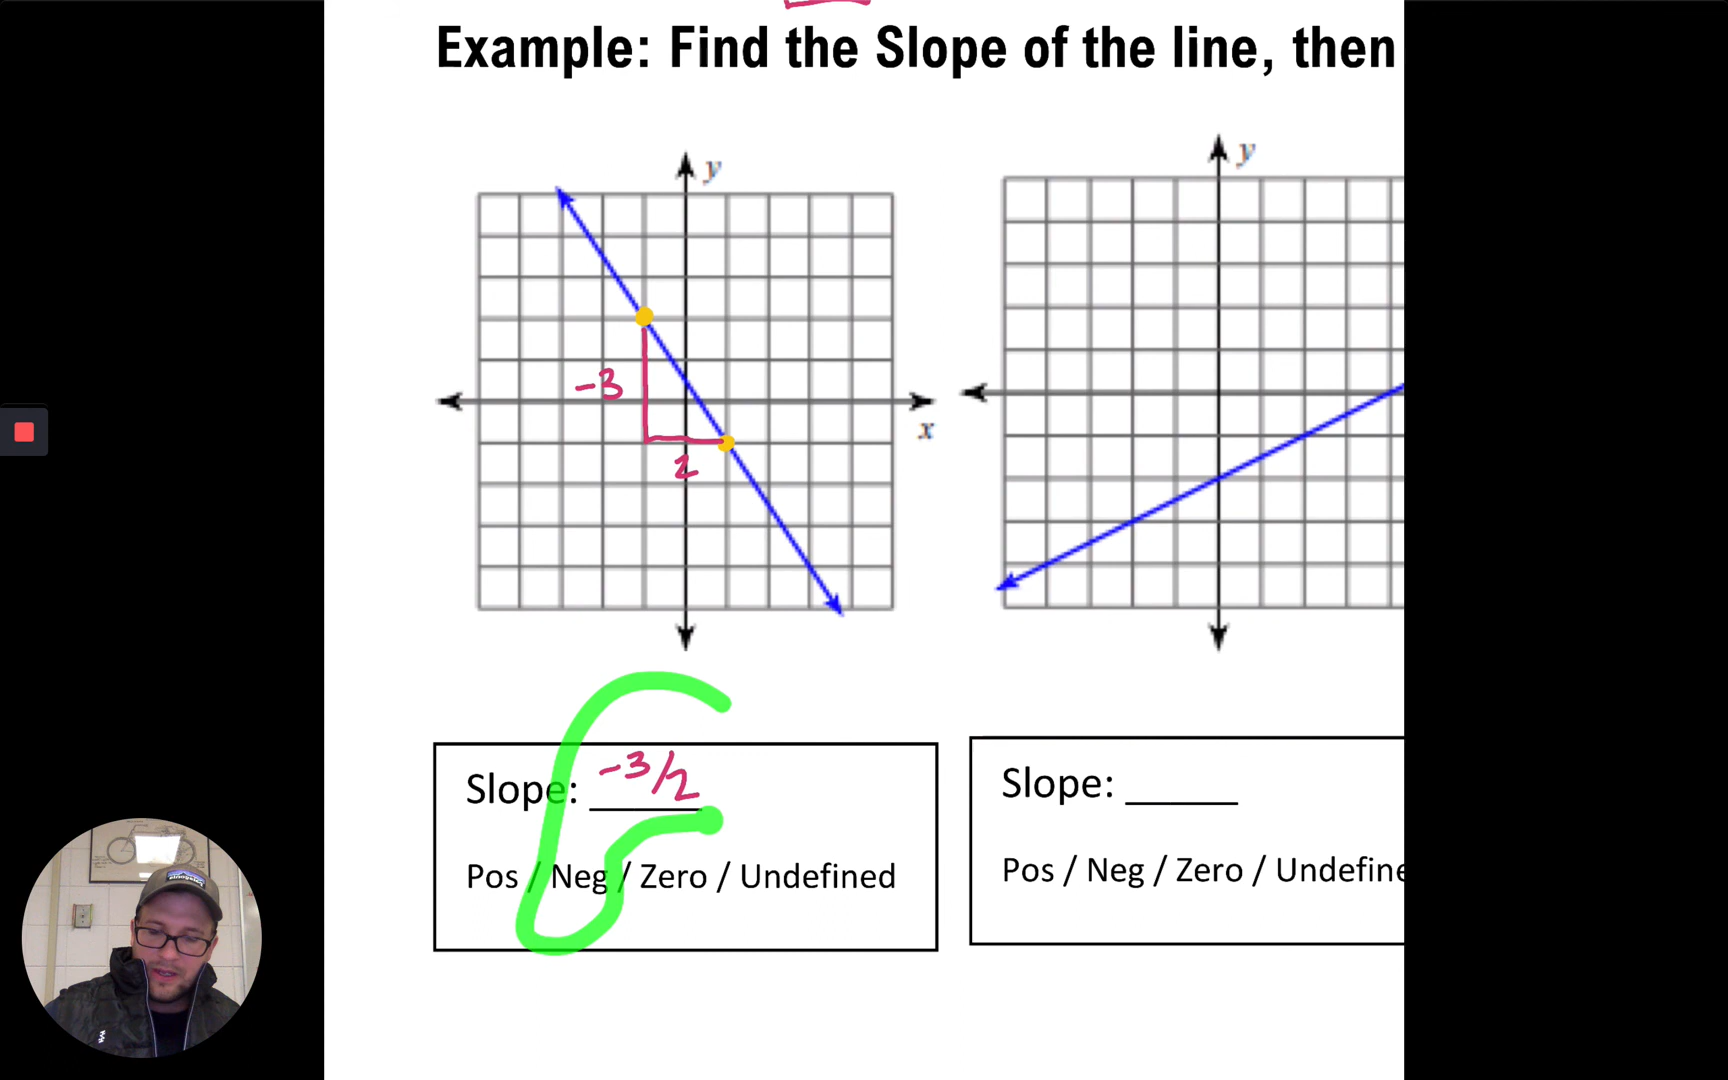 Example: Find the Slope of the line, then
y
y
-3
x
2
Slope: -3/2
Slope: ______
Pos / Neg / Zero / Undefined
Pos / Neg / Zero / Undefine